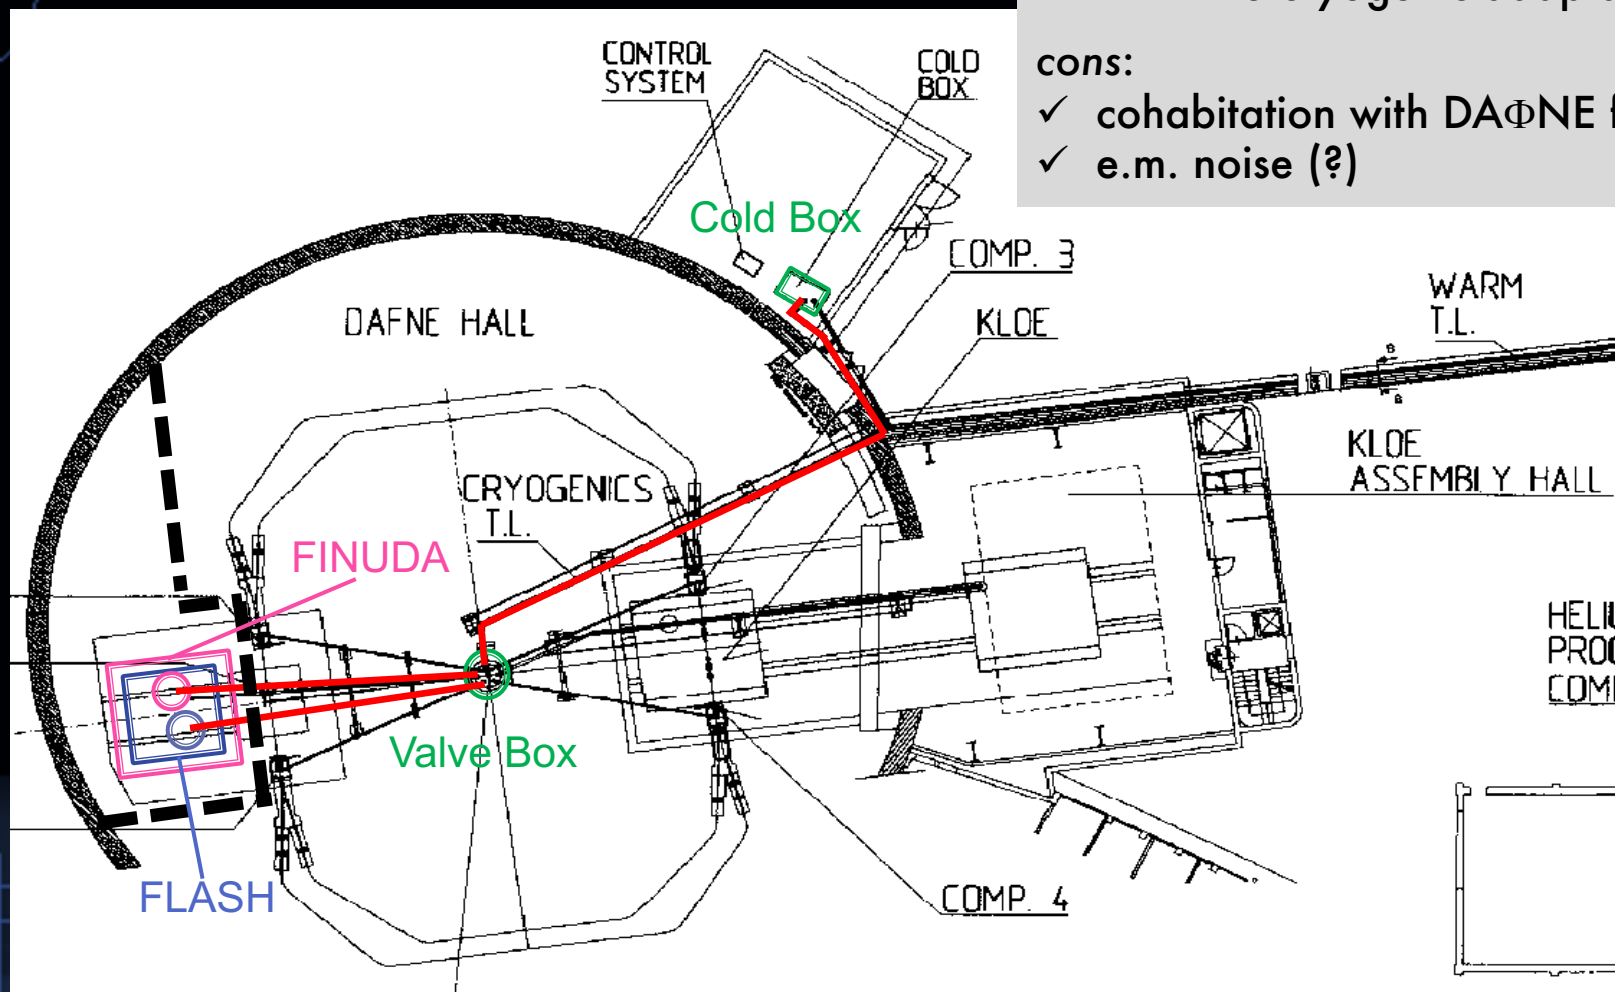 cons:
✓ cohabitation with DAΦNE
✓ e.m. noise (?)
CONTROL
SYSTEM
COLD
BOX
Cold Box
COMP. 3
KLOE
WARM
T.L.
DAFNE HALL
KLOE
ASSEMBLY HALL
CRYOGENICS
T.L.
FINUDA
Valve Box
FLASH
COMP. 4